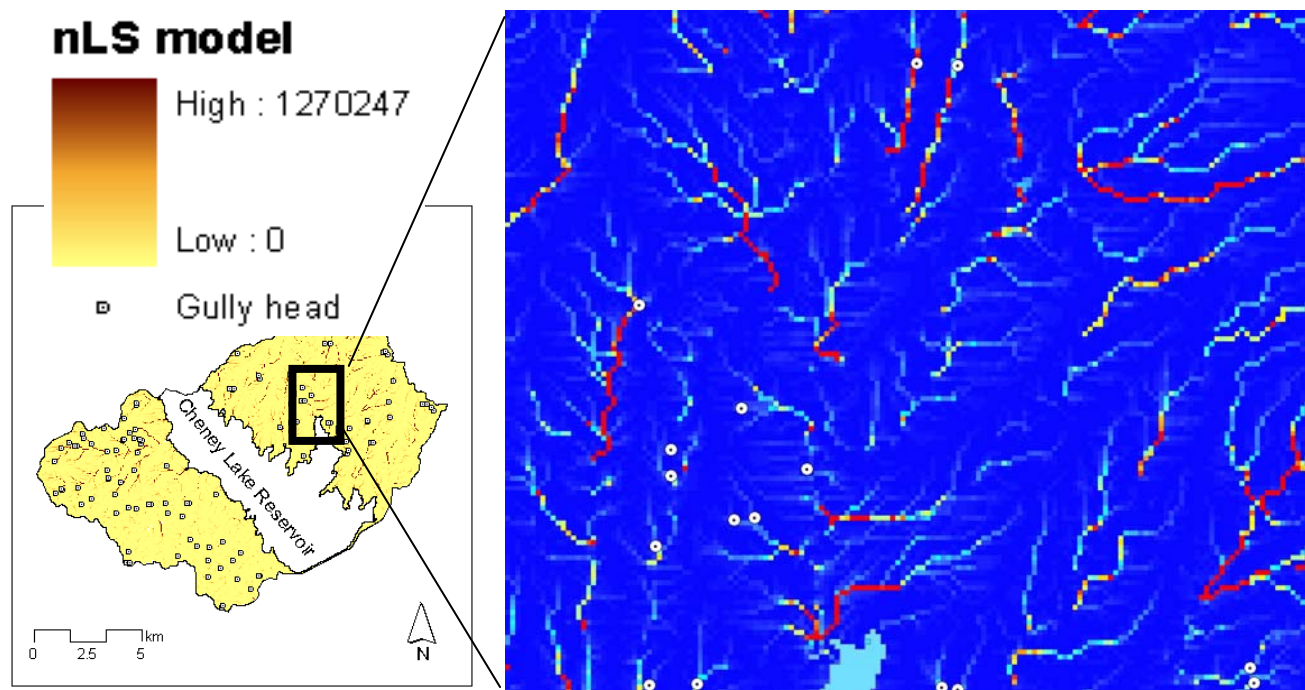 nLS model
High : 1270247
Low : 0
Gully head
Cheney Lake Reservoir
km
0 2.5 5
N